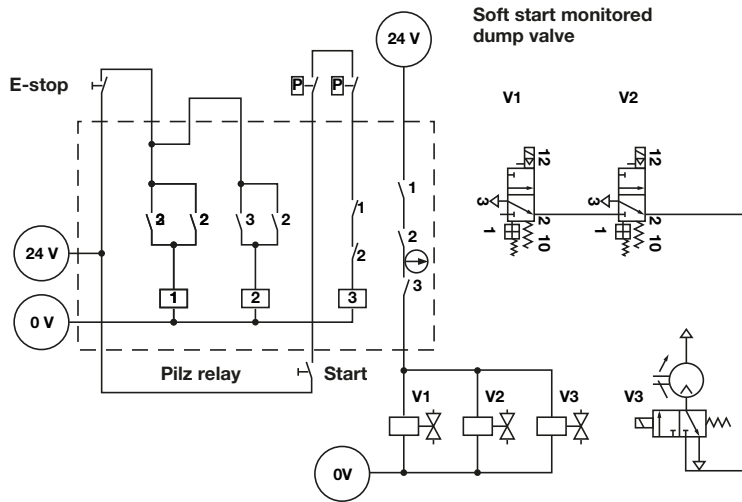 Soft start monitored
dump valve
24 V
E-stop
P P
V1 V2
12 12
3 3
1 2 10 1 2 10
2 3 2
1
1
2
2
3
24 V
1 2 3
0 V
Pilz relay
Start
V1 V2 V3
V3
0V